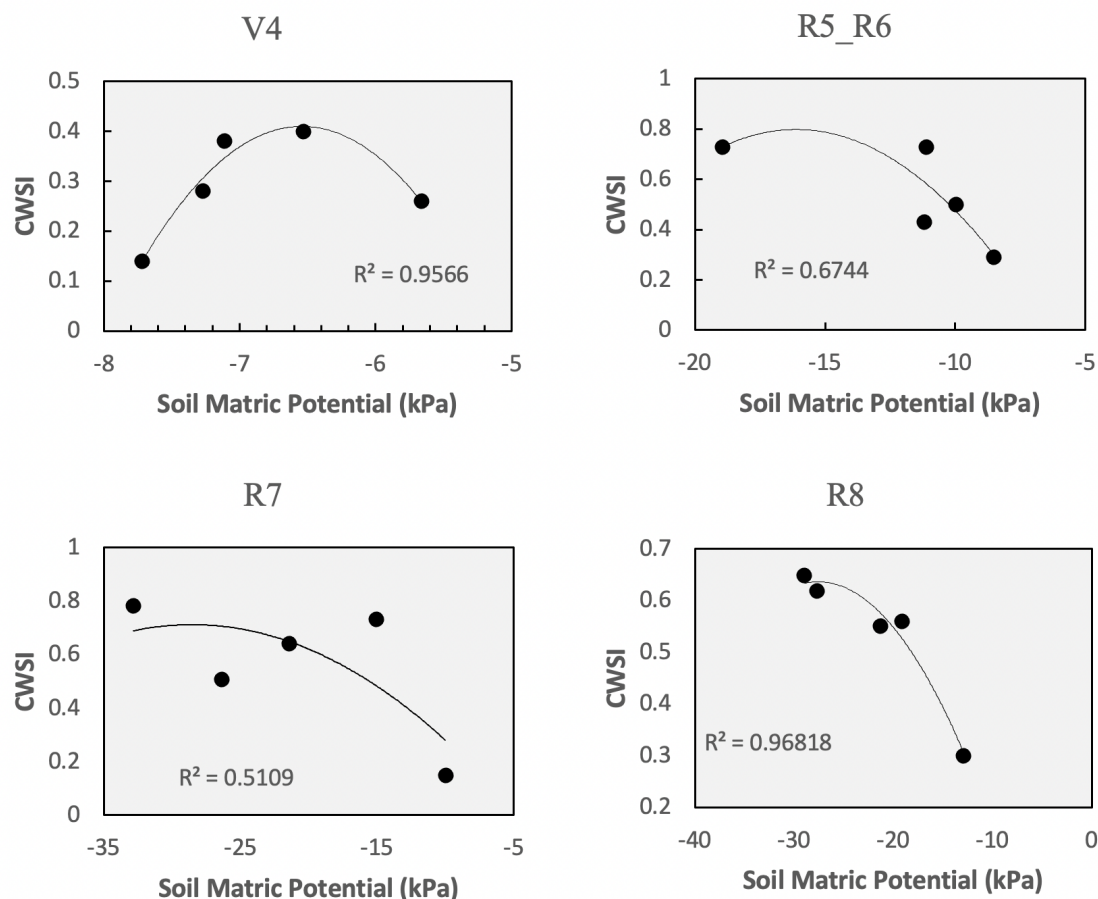 V4
0.5
0.4
0.3
0.2
0.1
0
CWSI
R² = 0.9566
-8 -7 -6 -5
Soil Matric Potential (kPa)
R5_R6
1
0.8
0.6
0.4
0.2
0
CWSI
R² = 0.6744
-20 -15 -10 -5
Soil Matric Potential (kPa)
R7
1
0.8
0.6
0.4
0.2
0
CWSI
R² = 0.5109
-35 -25 -15 -5
Soil Matric Potential (kPa)
R8
0.7
0.6
0.5
0.4
0.3
0.2
CWSI
R² = 0.96818
-40 -30 -20 -10 0
Soil Matric Potential (kPa)